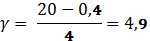 γ = (20 − 0,4) / 4 = 4,9